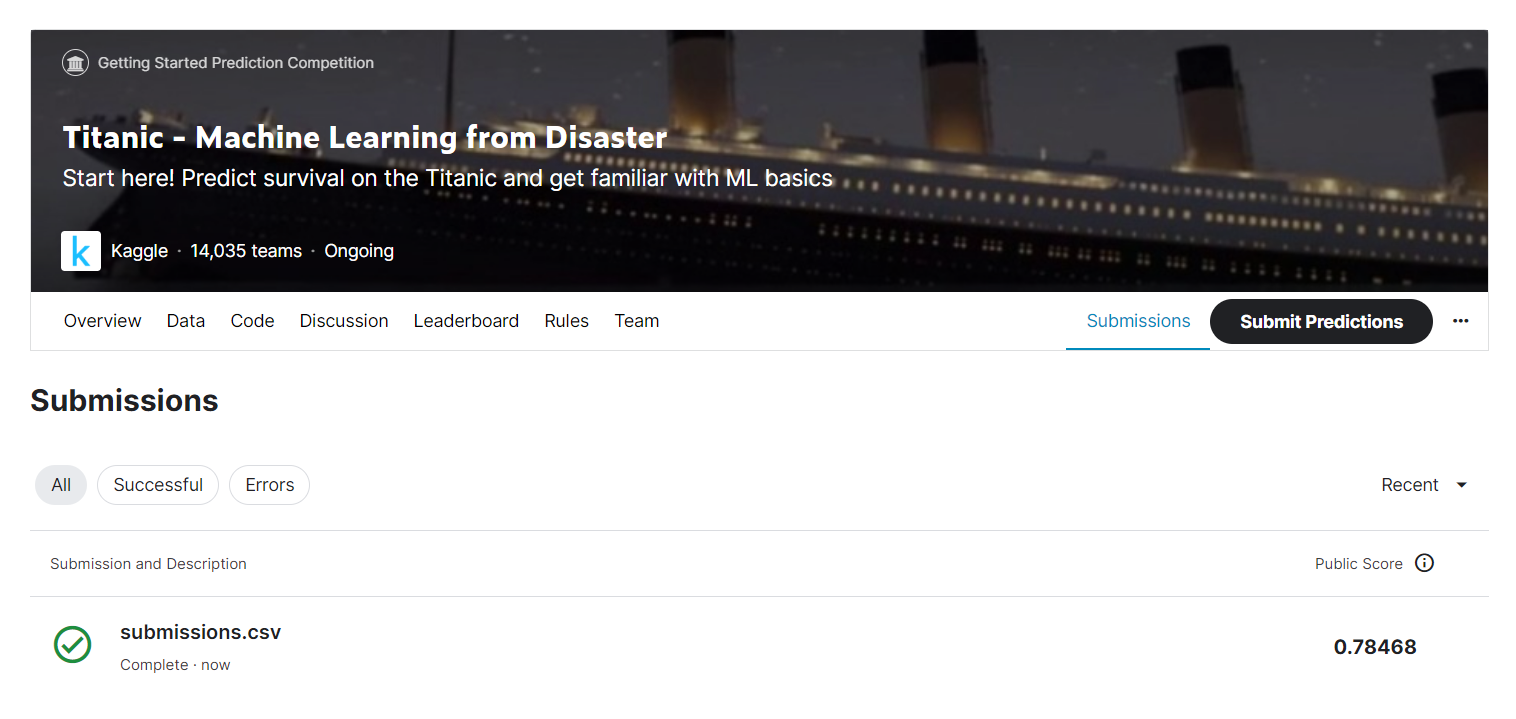 Getting Started Prediction Competition
Titanic - Machine Learning from Disaster
Start here! Predict survival on the Titanic and get familiar with ML basics
k Kaggle · 14,035 teams · Ongoing
Overview Data Code Discussion Leaderboard Rules Team Submissions Submit Predictions ···
Submissions
All Successful Errors Recent
Submission and Description Public Score
submissions.csv
0.78468
Complete · now